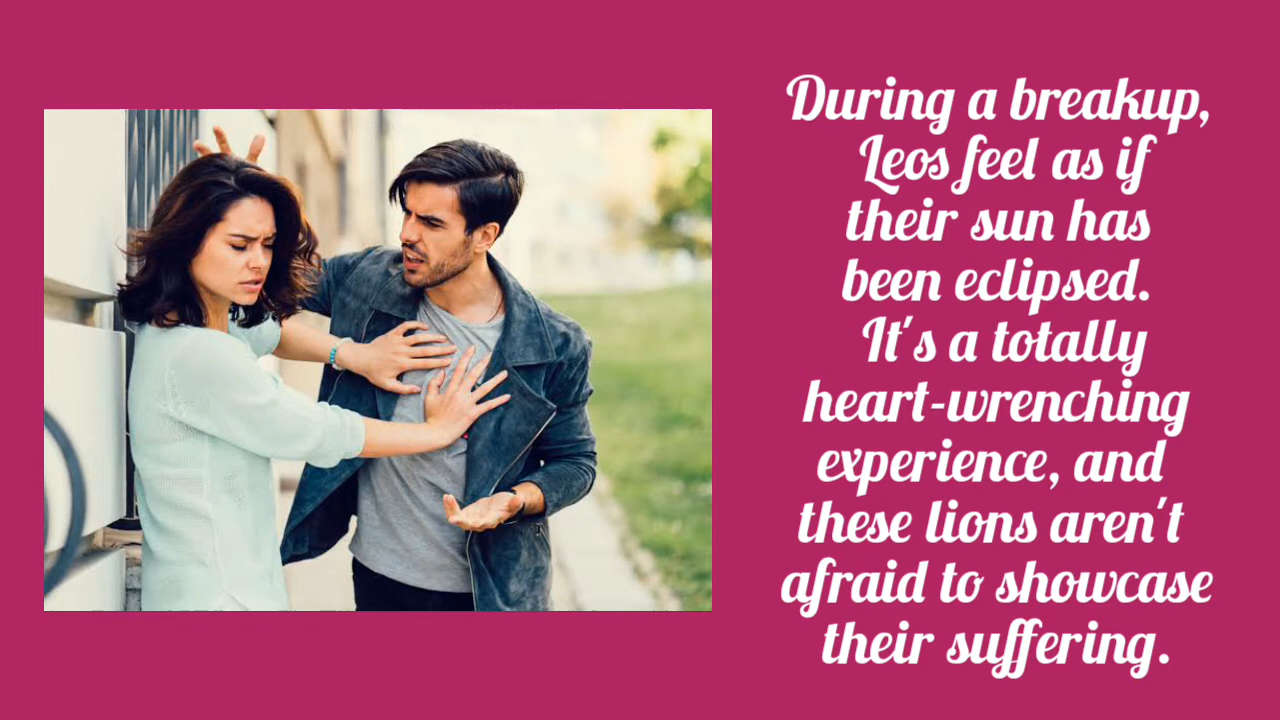 During a breakup,
Leos feel as if
their sun has
been eclipsed.
It's a totally
heart-wrenching
experience, and
these lions aren't
afraid to showcase
their suffering.